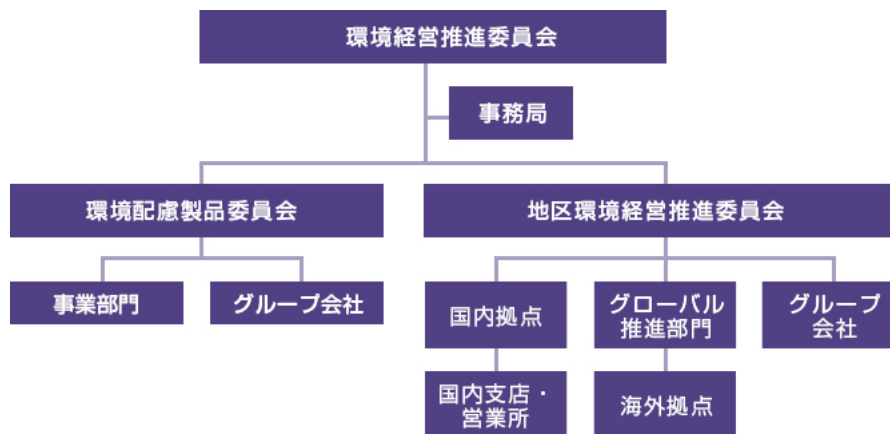 環境経営推進委員会
事務局
環境配慮製品委員会
地区環境経営推進委員会
事業部門
グループ会社
国内拠点
グローバル
推進部門
グループ
会社
国内支店・
営業所
海外拠点